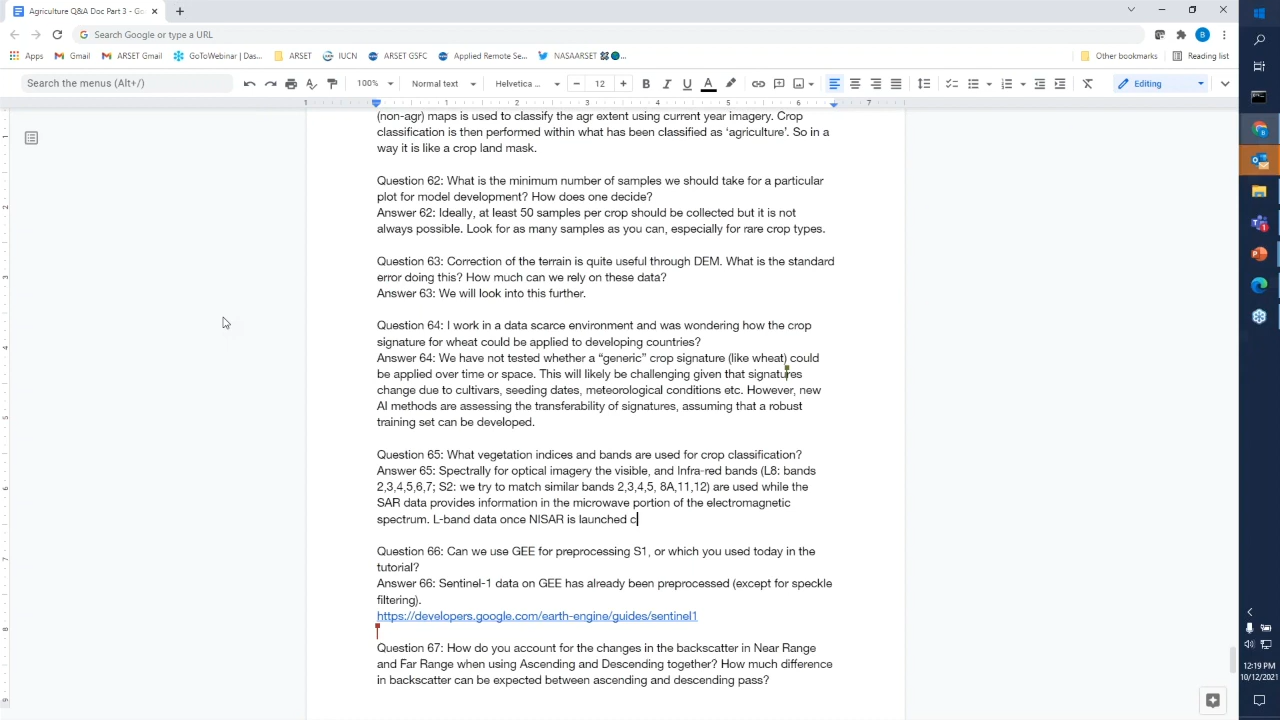 Agriculture Q&A Doc Part 3 - Go
Search Google or type a URL
Apps
Gmail
ARSET Gmail
GoToWebinar | Das...
ARSET
IUCN
ARSET GSFC
Applied Remote Se...
NASAARSET
Other bookmarks
Reading list
Search the menus (Alt+/)
100%
Normal text
Helvetica ...
12
Editing
(non-agr) maps is used to classify the agr extent using current year imagery. Crop
classification is then performed within what has been classified as ‘agriculture’. So in a
way it is like a crop land mask.
Question 62: What is the minimum number of samples we should take for a particular
plot for model development? How does one decide?
Answer 62: Ideally, at least 50 samples per crop should be collected but it is not
always possible. Look for as many samples as you can, especially for rare crop types.
Question 63: Correction of the terrain is quite useful through DEM. What is the standard
error doing this? How much can we rely on these data?
Answer 63: We will look into this further.
Question 64: I work in a data scarce environment and was wondering how the crop
signature for wheat could be applied to developing countries?
Answer 64: We have not tested whether a “generic” crop signature (like wheat) could
be applied over time or space. This will likely be challenging given that signatures
change due to cultivars, seeding dates, meteorological conditions etc. However, new
AI methods are assessing the transferability of signatures, assuming that a robust
training set can be developed.
Question 65: What vegetation indices and bands are used for crop classification?
Answer 65: Spectrally for optical imagery the visible, and Infra-red bands (L8: bands
2,3,4,5,6,7; S2: we try to match similar bands 2,3,4,5, 8A,11,12) are used while the
SAR data provides information in the microwave portion of the electromagnetic
spectrum. L-band data once NISAR is launched c
Question 66: Can we use GEE for preprocessing S1, or which you used today in the
tutorial?
Answer 66: Sentinel-1 data on GEE has already been preprocessed (except for speckle
filtering).
https://developers.google.com/earth-engine/guides/sentinel1
Question 67: How do you account for the changes in the backscatter in Near Range
and Far Range when using Ascending and Descending together? How much difference
in backscatter can be expected between ascending and descending pass?
12:19 PM
10/12/2021